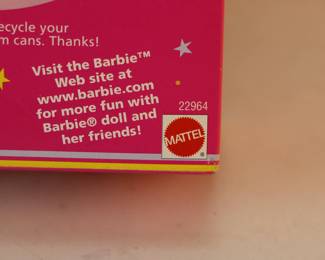 ecycle your
m cans. Thanks!
Visit the Barbie™
Web site at
www.barbie.com
for more fun with
Barbie® doll and
her friends!
22964
MATTEL
®